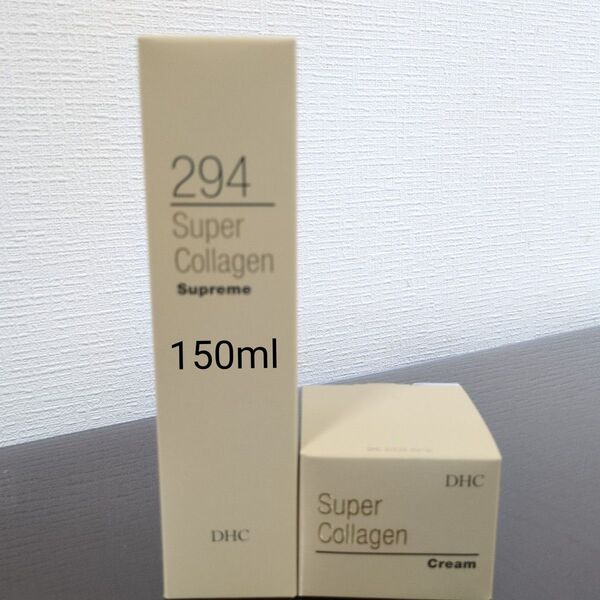 294
Super
Collagen
Supreme
150ml
DHC
DHC
Super
Collagen
Cream